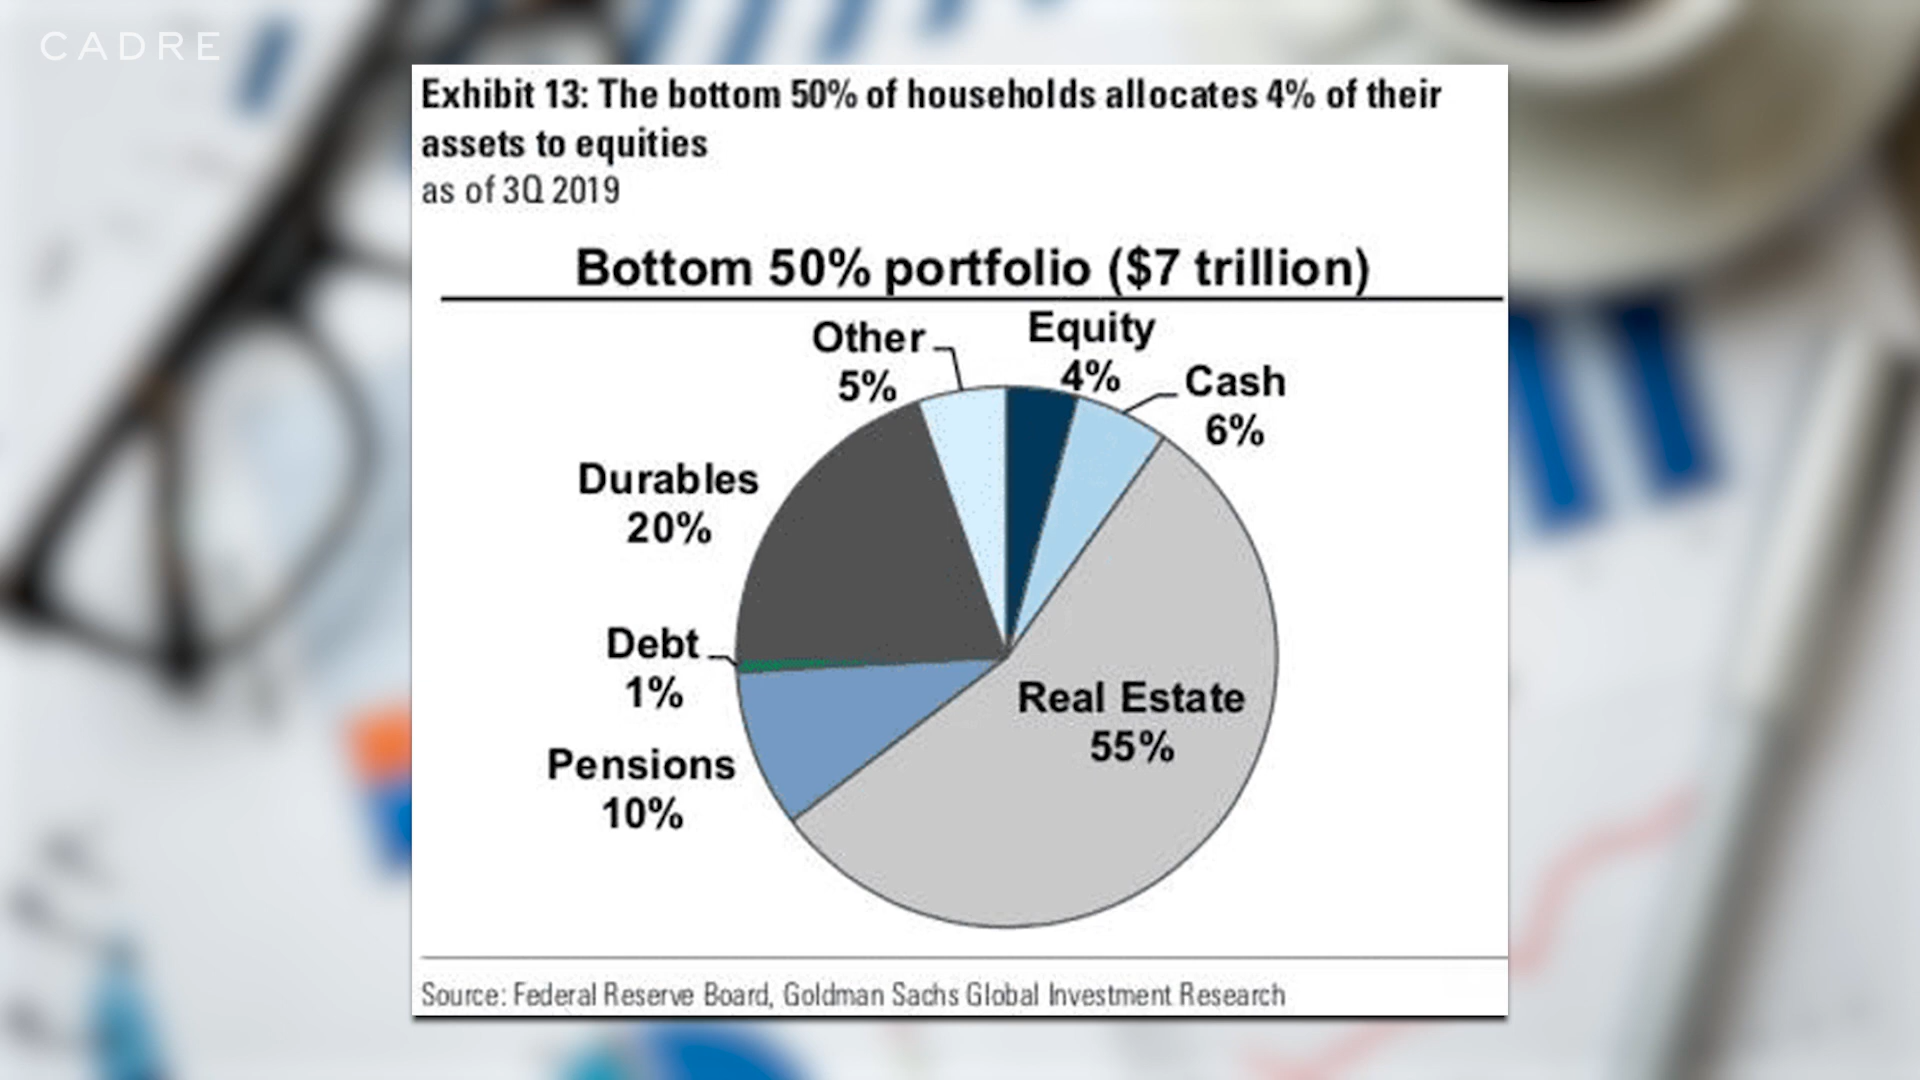 CADRE
Exhibit 13: The bottom 50% of households allocates 4% of their
assets to equities
as of 3Q 2019
Bottom 50% portfolio ($7 trillion)
Other
5%
Equity
4%
Cash
6%
Durables
20%
Debt
1%
Real Estate
55%
Pensions
10%
Source: Federal Reserve Board, Goldman Sachs Global Investment Research